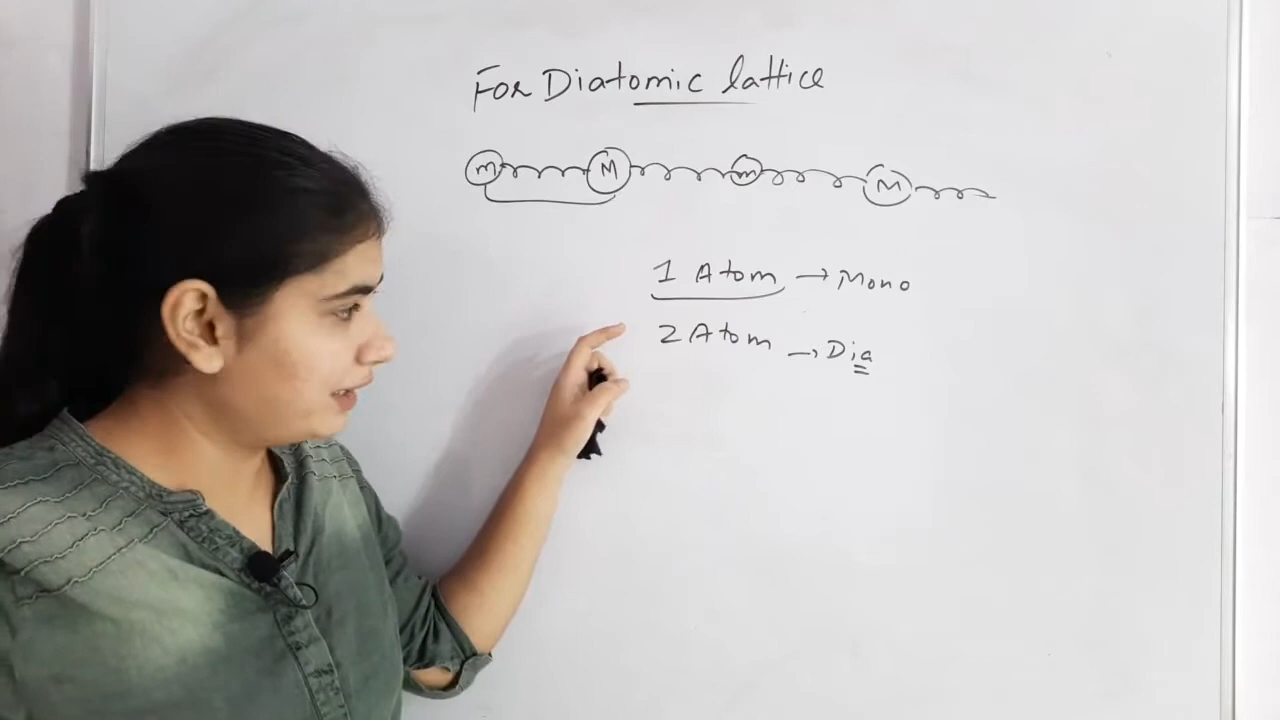 For Diatomic lattice
m M m M
1 Atom → Mono
2 Atom → Dia